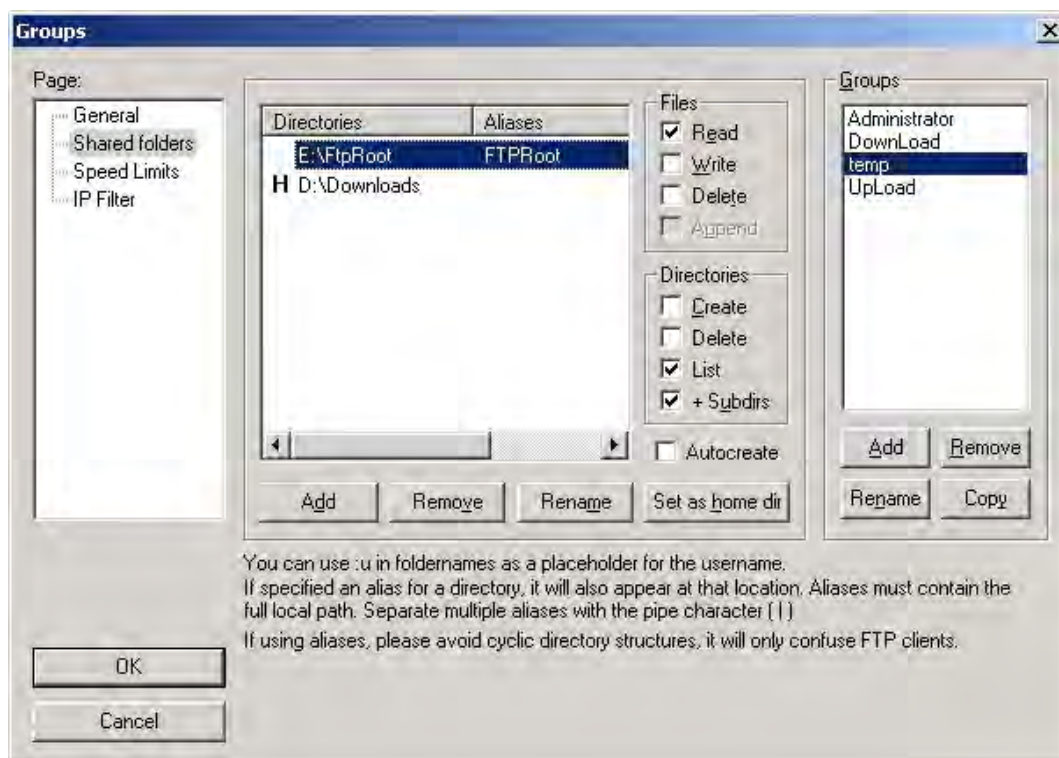 Groups
Page:
General
Shared folders
Speed Limits
IP Filter
Directories Aliases
E:\FtpRoot FTPRoot
H D:\Downloads
Files
Read
Write
Delete
Append
Directories
Create
Delete
List
+ Subdirs
Autocreate
Add Remove Rename Set as home dir
Groups
Administrator
DownLoad
temp
UpLoad
Add Remove
Rename Copy
You can use :u in foldernames as a placeholder for the username.
If specified an alias for a directory, it will also appear at that location. Aliases must contain the
full local path. Separate multiple aliases with the pipe character ( | )
If using aliases, please avoid cyclic directory structures, it will only confuse FTP clients.
OK
Cancel